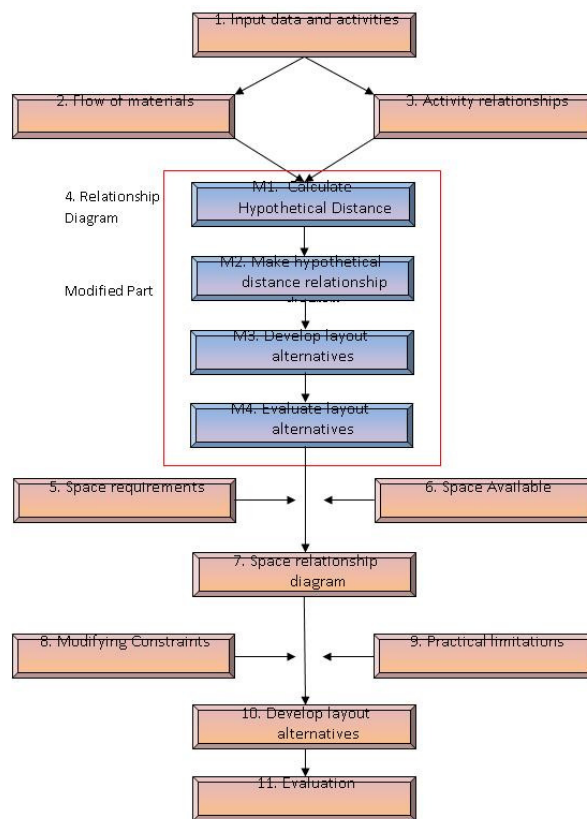 1. Input data and activities
2. Flow of materials
3. Activity relationships
4. Relationship
Diagram
Modified Part
M1. Calculate
Hypothetical Distance
M2. Make hypothetical
distance relationship
diagram
M3. Develop layout
alternatives
M4. Evaluate layout
alternatives
5. Space requirements
6. Space Available
7. Space relationship
diagram
8. Modifying Constraints
9. Practical limitations
10. Develop layout
alternatives
11. Evaluation